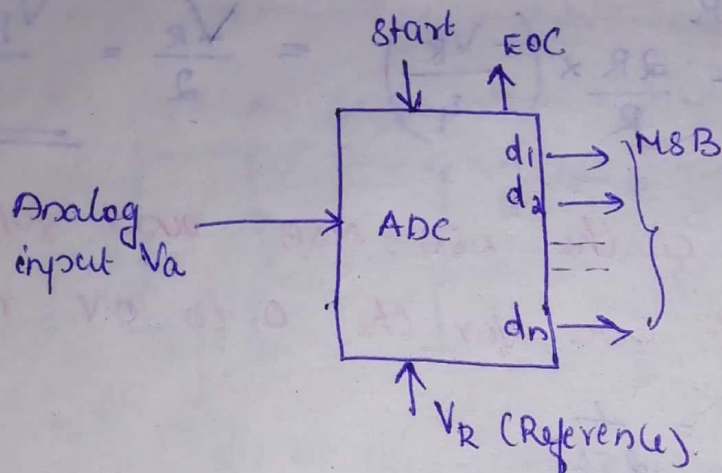 Start
EOC
d1
MSB
d2
Analog
input Va
ADC
dn
VR (Reference).